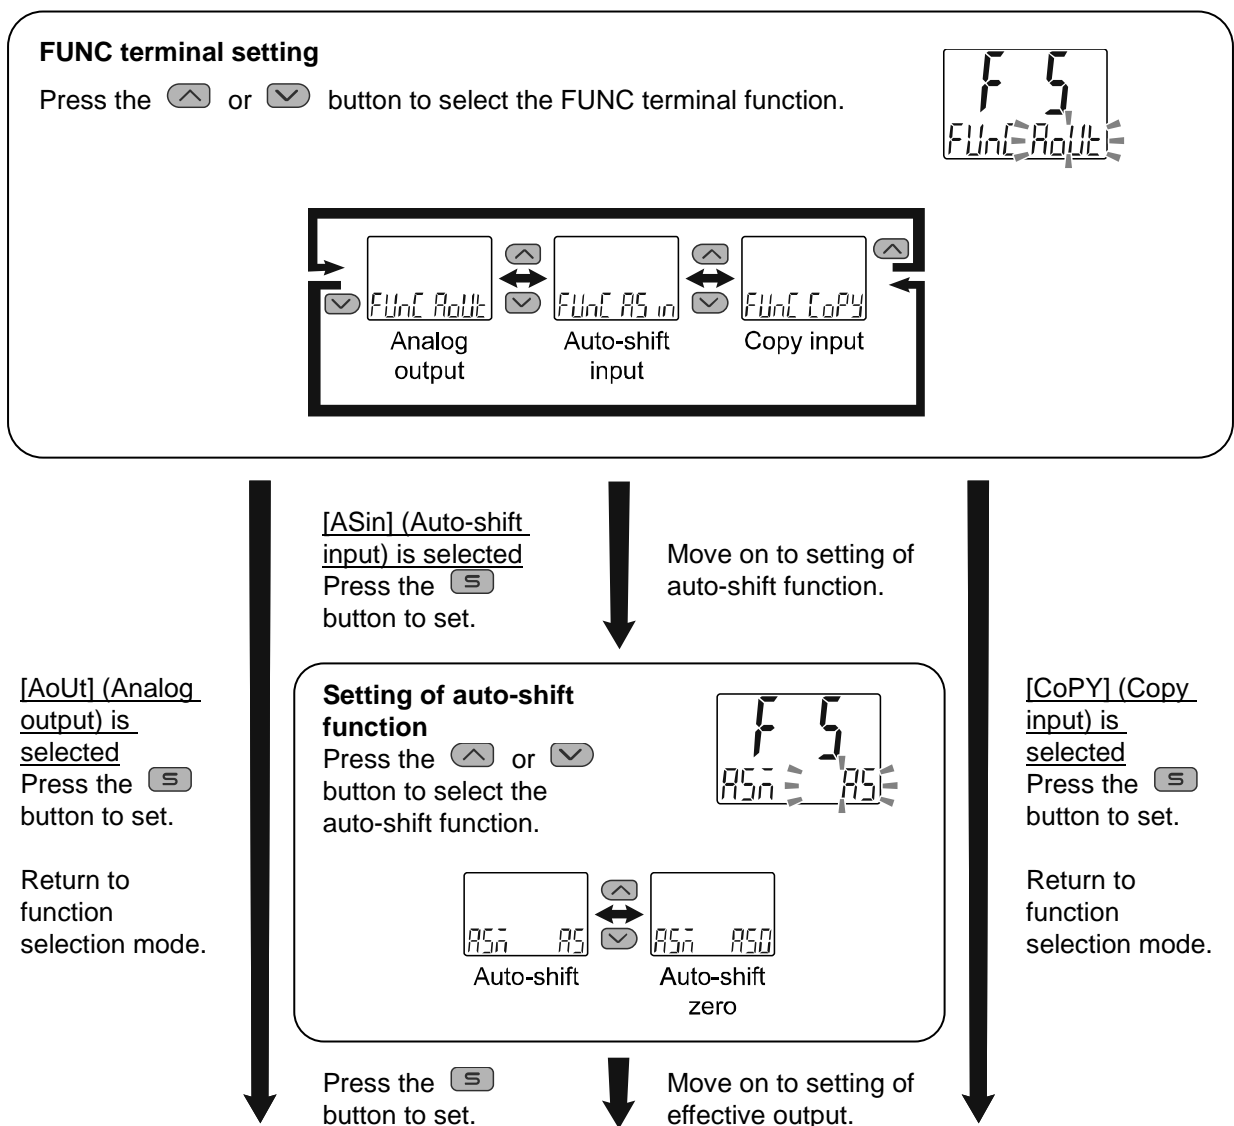 FUNC terminal setting
Press the or button to select the FUNC terminal function.
F 5
FUnC AoUt
FUnC AoUt
FUnC AS in
FUnC CoPY
Analog
output
Auto-shift
input
Copy input
[ASin] (Auto-shift
input) is selected
Press the S
button to set.
Move on to setting of
auto-shift function.
[AoUt] (Analog
output) is
selected
Press the S
button to set.
Return to
function
selection mode.
Setting of auto-shift
function
Press the or
button to select the
auto-shift function.
F 5
ASm AS
ASm AS
ASm AS0
Auto-shift
Auto-shift
zero
[CoPY] (Copy
input) is
selected
Press the S
button to set.
Return to
function
selection mode.
Press the S
button to set.
Move on to setting of
effective output.